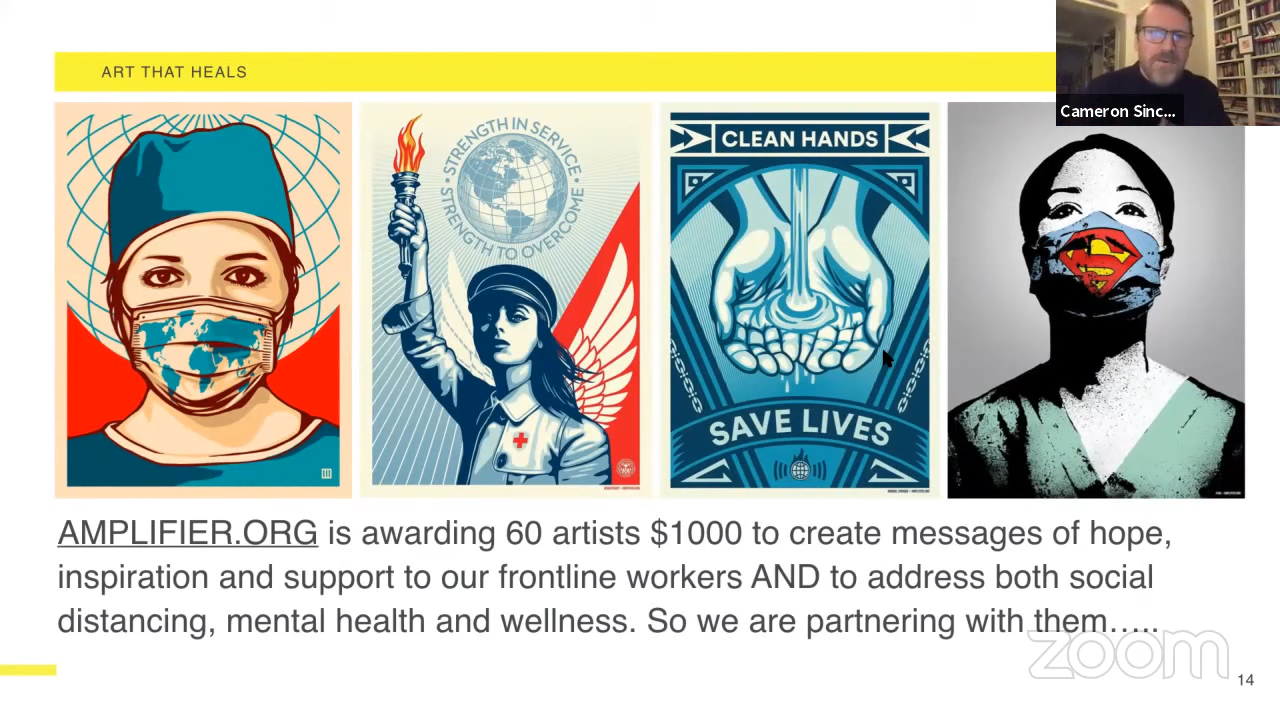 ART THAT HEALS
Cameron Sinc...
STRENGTH IN SERVICE
STRENGTH TO OVERCOME
CLEAN HANDS
SAVE LIVES
AMPLIFIER.ORG is awarding 60 artists $1000 to create messages of hope,
inspiration and support to our frontline workers AND to address both social
distancing, mental health and wellness. So we are partnering with them…..
zoom
14